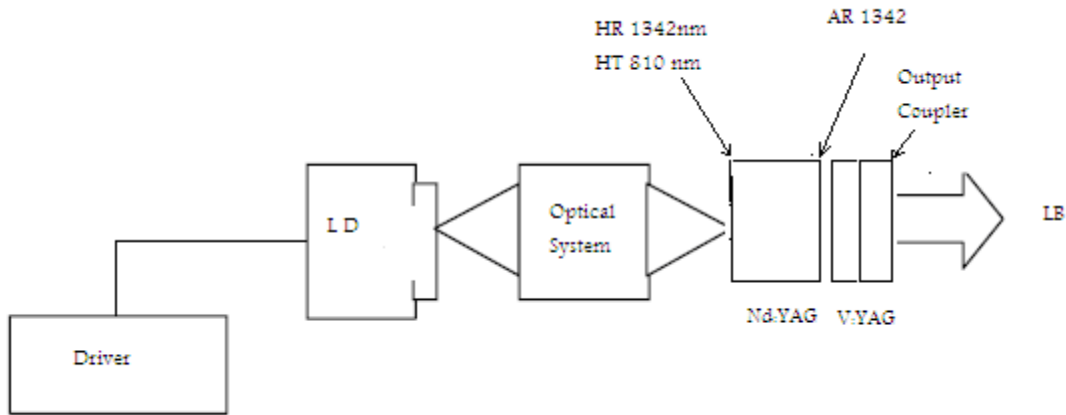 HR 1342nm
HT 810 nm
AR 1342
Output
Coupler
L D
Optical
System
LB
Nd:YAG
V:YAG
Driver